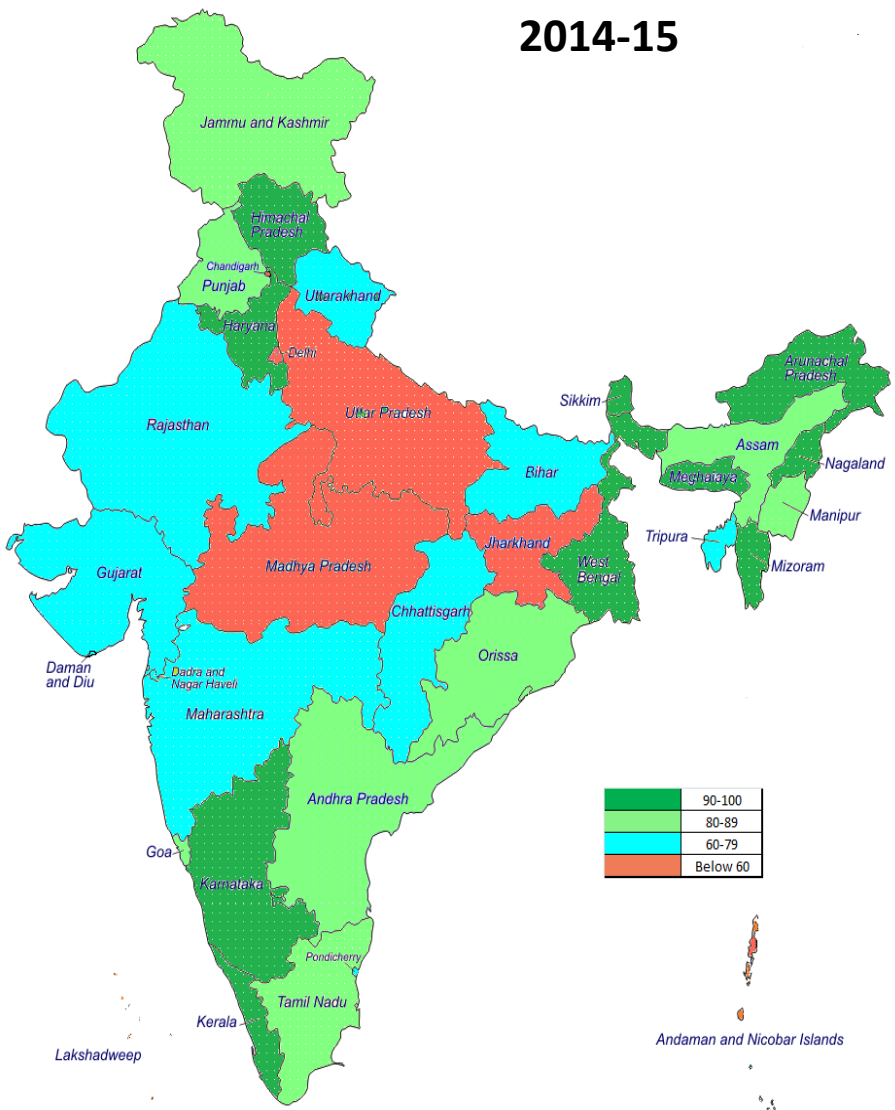 2014-15
Jammu and Kashmir
Himachal
Pradesh
Chandigarh
Punjab
Uttarakhand
Haryana
Delhi
Arunachal
Pradesh
Sikkim
Uttar Pradesh
Rajasthan
Assam
Nagaland
Bihar
Meghalaya
Manipur
Tripura
Jharkhand
Mizoram
West
Bengal
Gujarat
Madhya Pradesh
Chhattisgarh
Orissa
Daman
and Diu
Dadra and
Nagar Haveli
Maharashtra
Andhra Pradesh
90-100
80-89
60-79
Below 60
Goa
Karnataka
Pondicherry
Tamil Nadu
Kerala
Lakshadweep
Andaman and Nicobar Islands